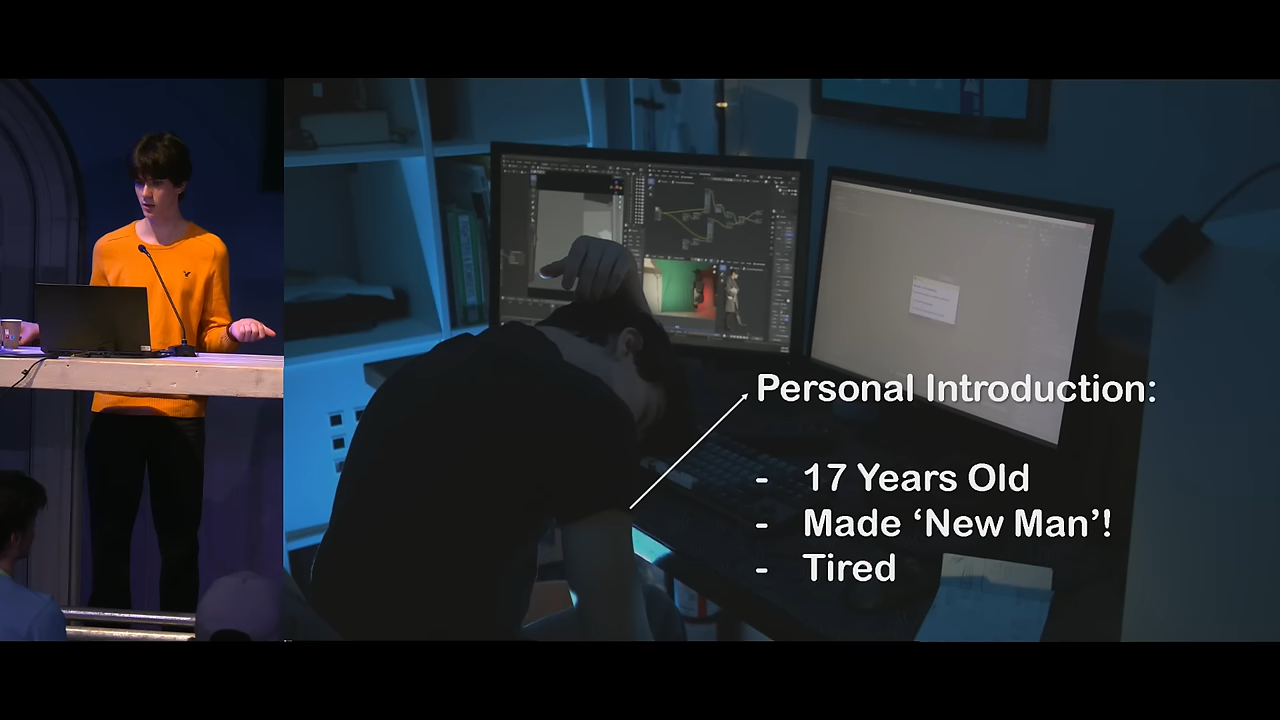 Personal Introduction:
- 17 Years Old
- Made ‘New Man’!
- Tired